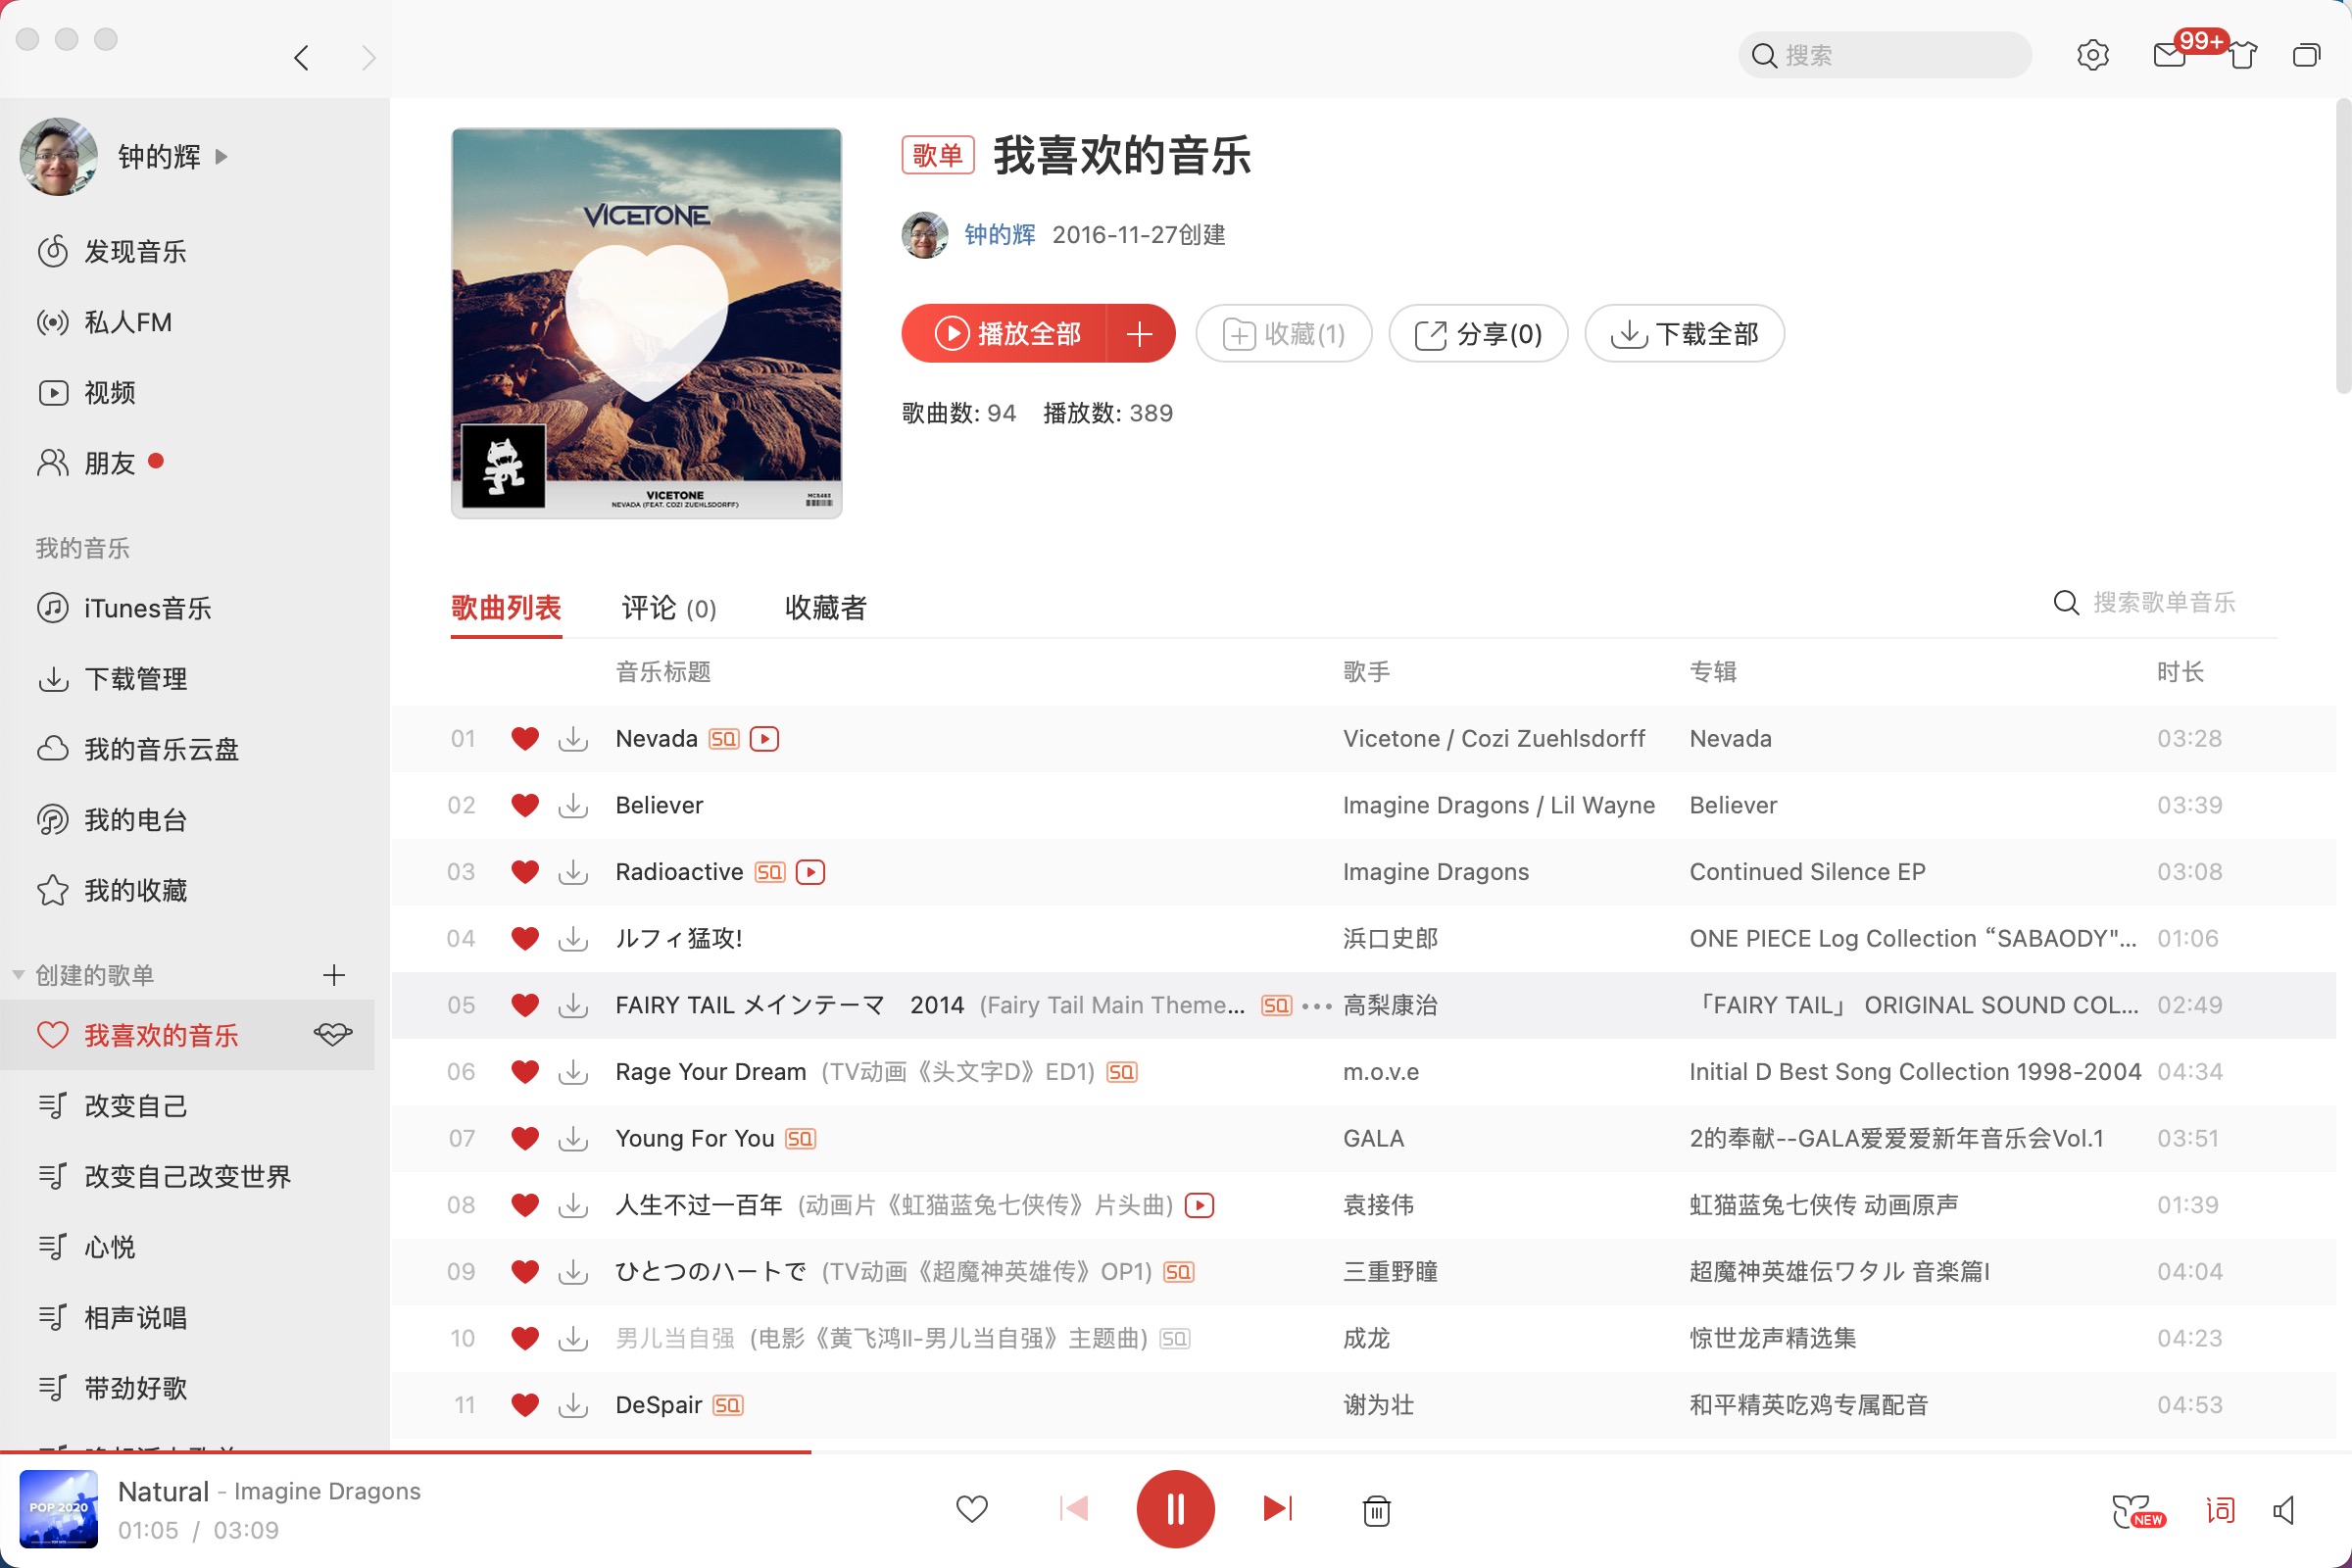 搜索
99+
钟的辉
发现音乐
私人FM
视频
朋友
我的音乐
iTunes音乐
下载管理
我的音乐云盘
我的电台
我的收藏
创建的歌单
我喜欢的音乐
改变自己
改变自己改变世界
心悦
相声说唱
带劲好歌
VICETONE
VICETONE
NEVADA (FEAT. COZI ZUEHLSDORFF)
歌单 我喜欢的音乐
钟的辉 2016-11-27创建
播放全部 收藏(1) 分享(0) 下载全部
歌曲数: 94 播放数: 389
歌曲列表 评论 (0) 收藏者 搜索歌单音乐
音乐标题 歌手 专辑 时长
01 Nevada SQ Vicetone / Cozi Zuehlsdorff Nevada 03:28
02 Believer Imagine Dragons / Lil Wayne Believer 03:39
03 Radioactive SQ Imagine Dragons Continued Silence EP 03:08
04 ルフィ猛攻! 浜口史郎 ONE PIECE Log Collection “SABAODY"... 01:06
05 FAIRY TAIL メインテーマ 2014 (Fairy Tail Main Theme... SQ 高梨康治 「FAIRY TAIL」 ORIGINAL SOUND COL... 02:49
06 Rage Your Dream (TV动画《头文字D》ED1) SQ m.o.v.e Initial D Best Song Collection 1998-2004 04:34
07 Young For You SQ GALA 2的奉献--GALA爱爱爱新年音乐会Vol.1 03:51
08 人生不过一百年 (动画片《虹猫蓝兔七侠传》片头曲) 袁接伟 虹猫蓝兔七侠传 动画原声 01:39
09 ひとつのハートで (TV动画《超魔神英雄传》OP1) SQ 三重野瞳 超魔神英雄伝ワタル 音楽篇I 04:04
10 男儿当自强 (电影《黄飞鸿II-男儿当自强》主题曲) SQ 成龙 惊世龙声精选集 04:23
11 DeSpair SQ 谢为壮 和平精英吃鸡专属配音 04:53
POP 2020
Natural - Imagine Dragons
01:05 / 03:09
NEW
词